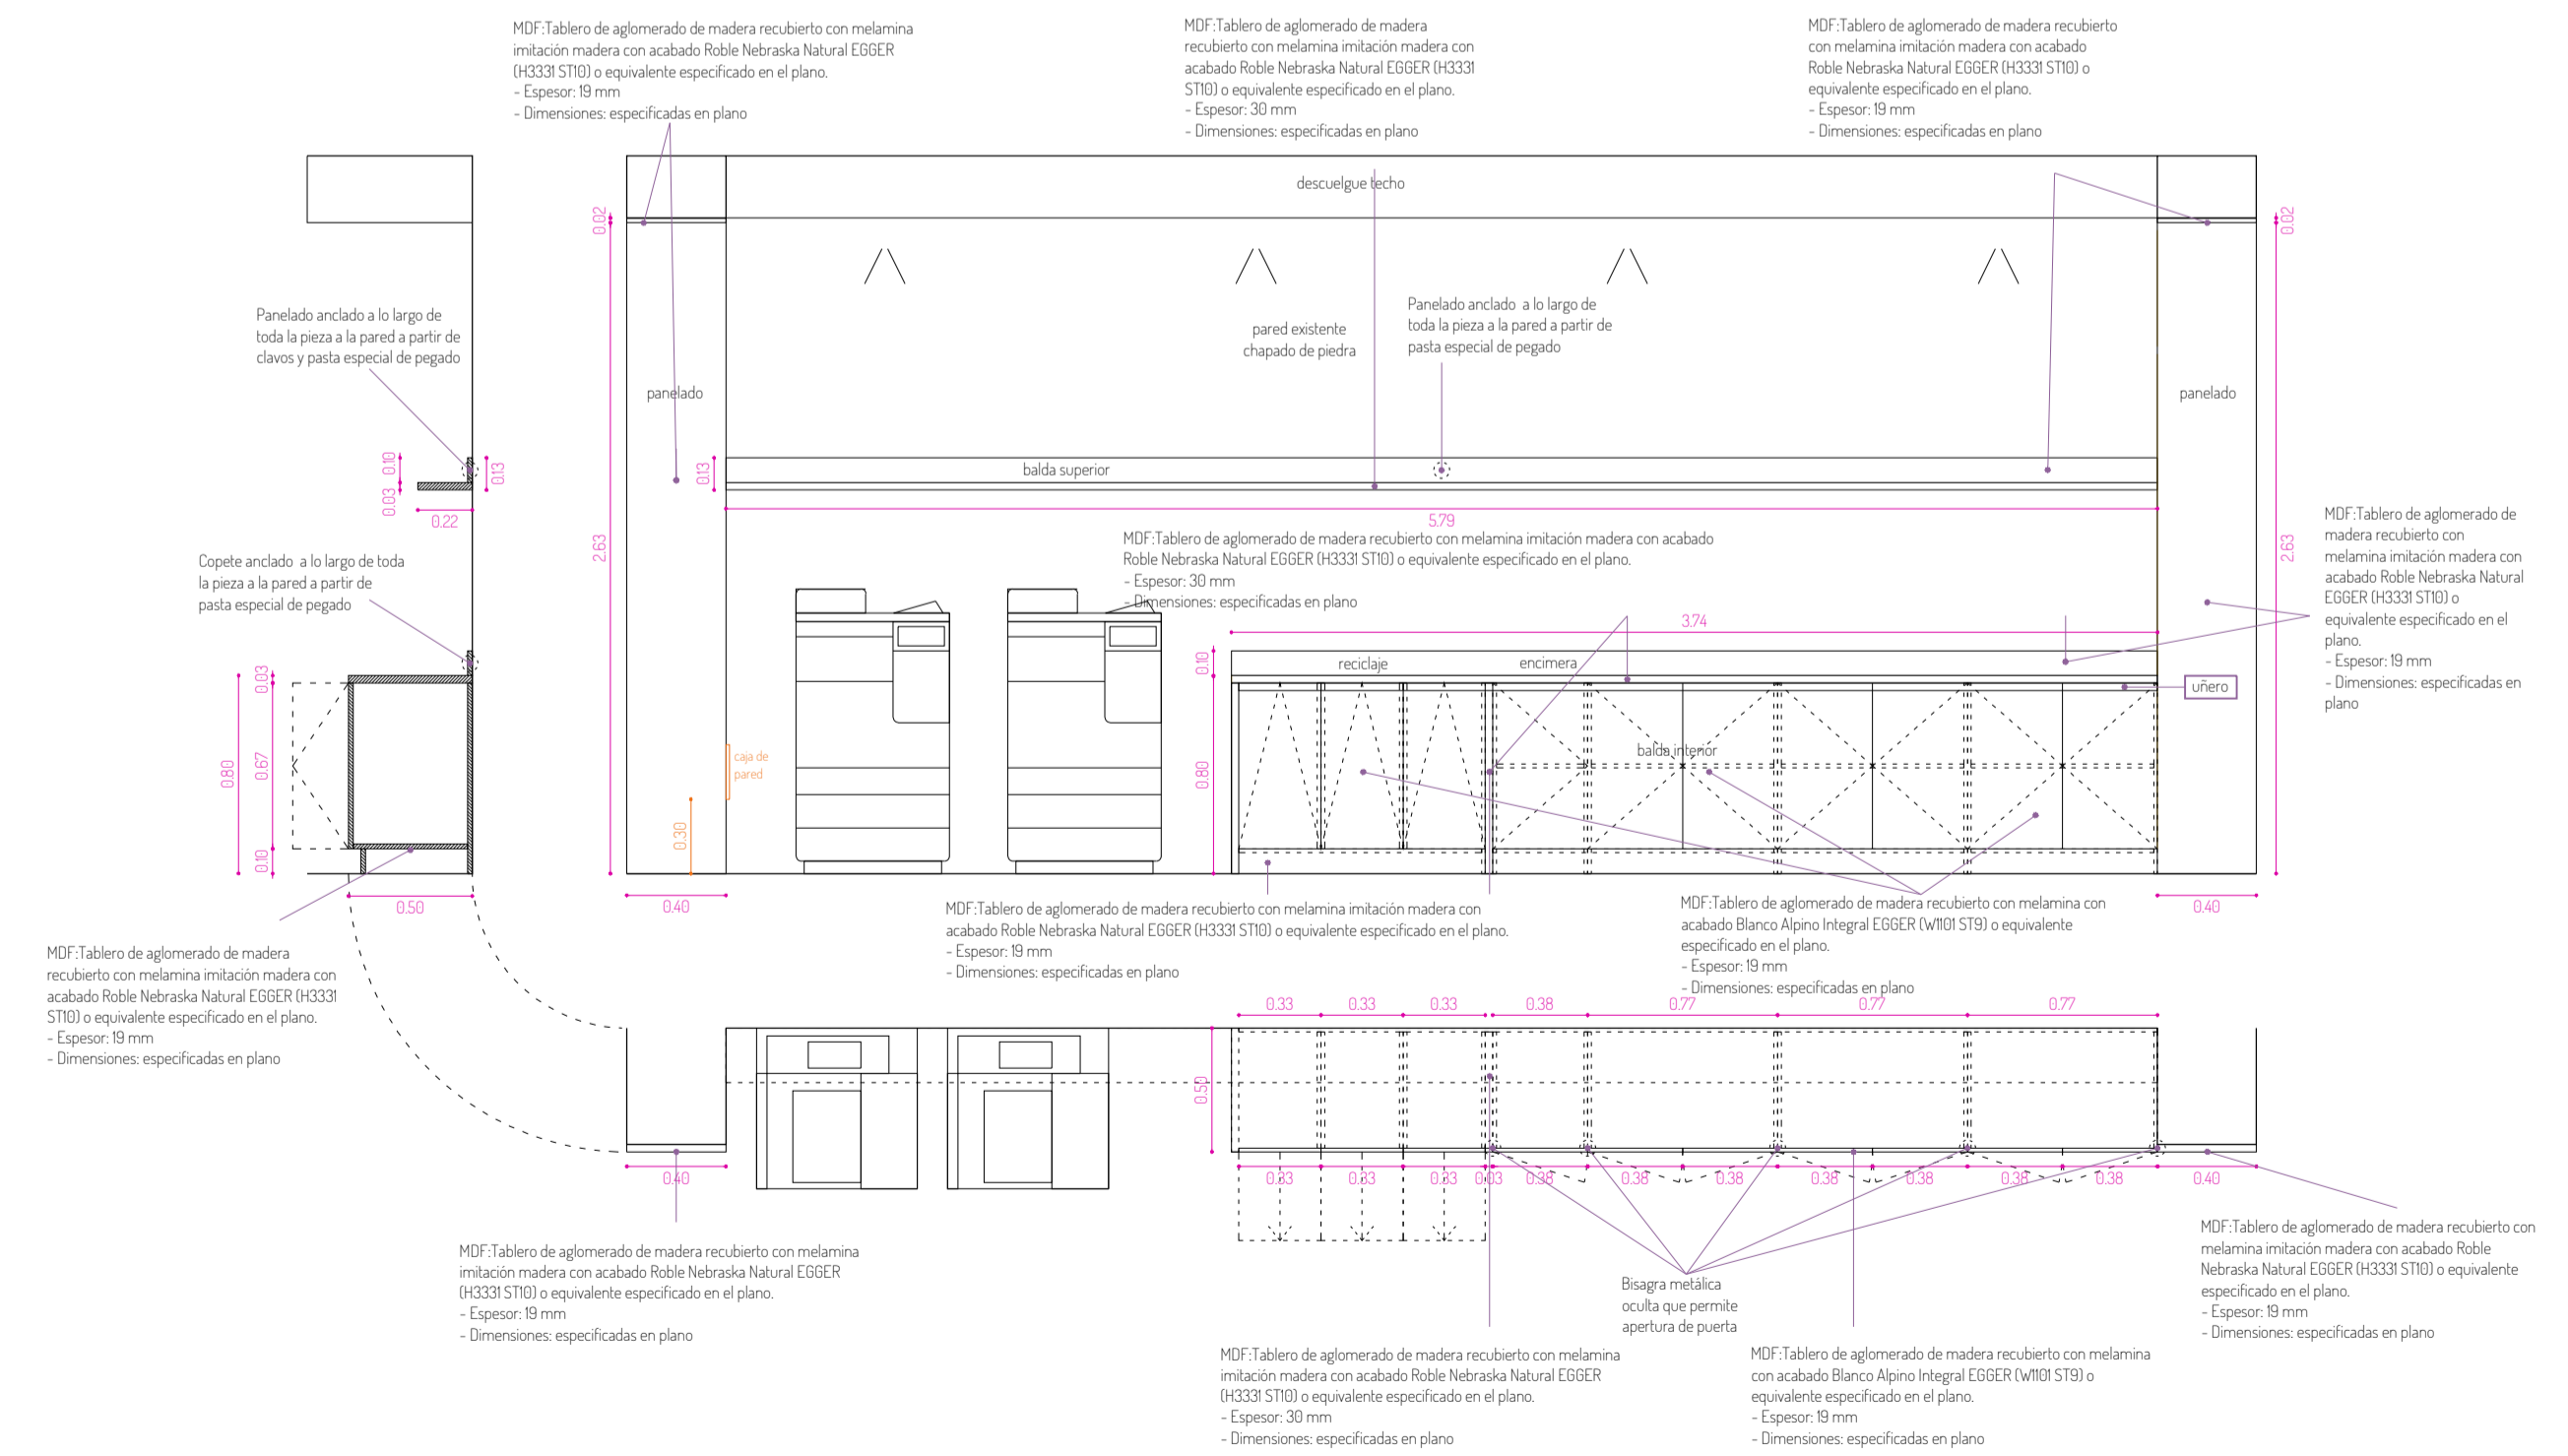 MDF:Tablero de aglomerado de madera recubierto con melamina
imitación madera con acabado Roble Nebraska Natural EGGER
(H3331 ST10) o equivalente especificado en el plano.
- Espesor: 19 mm
- Dimensiones: especificadas en plano
MDF:Tablero de aglomerado de madera
recubierto con melamina imitación madera con
acabado Roble Nebraska Natural EGGER (H3331
ST10) o equivalente especificado en el plano.
- Espesor: 30 mm
- Dimensiones: especificadas en plano
MDF:Tablero de aglomerado de madera recubierto
con melamina imitación madera con acabado
Roble Nebraska Natural EGGER (H3331 ST10) o
equivalente especificado en el plano.
- Espesor: 19 mm
- Dimensiones: especificadas en plano
descuelgue techo
0.02
0.02
Panelado anclado a lo largo de
toda la pieza a la pared a partir de
clavos y pasta especial de pegado
pared existente
chapado de piedra
Panelado anclado a lo largo de
toda la pieza a la pared a partir de
pasta especial de pegado
panelado
panelado
0.10
0.03
0.13
0.22
0.13
balda superior
5.79
2.63
2.63
Copete anclado a lo largo de toda
la pieza a la pared a partir de
pasta especial de pegado
MDF:Tablero de aglomerado de madera recubierto con melamina imitación madera con acabado
Roble Nebraska Natural EGGER (H3331 ST10) o equivalente especificado en el plano.
- Espesor: 30 mm
- Dimensiones: especificadas en plano
MDF:Tablero de aglomerado de
madera recubierto con
melamina imitación madera con
acabado Roble Nebraska Natural
EGGER (H3331 ST10) o
equivalente especificado en el
plano.
- Espesor: 19 mm
- Dimensiones: especificadas en
plano
3.74
0.10
reciclaje
encimera
uñero
0.03
0.80
0.67
0.10
0.50
caja de
pared
0.30
0.80
balda interior
0.40
0.40
MDF:Tablero de aglomerado de madera
recubierto con melamina imitación madera con
acabado Roble Nebraska Natural EGGER (H3331
ST10) o equivalente especificado en el plano.
- Espesor: 19 mm
- Dimensiones: especificadas en plano
MDF:Tablero de aglomerado de madera recubierto con melamina imitación madera con
acabado Roble Nebraska Natural EGGER (H3331 ST10) o equivalente especificado en el plano.
- Espesor: 19 mm
- Dimensiones: especificadas en plano
MDF:Tablero de aglomerado de madera recubierto con melamina con
acabado Blanco Alpino Integral EGGER (W1101 ST9) o equivalente
especificado en el plano.
- Espesor: 19 mm
- Dimensiones: especificadas en plano
0.33 0.33 0.33 0.38 0.77 0.77 0.77
0.50
0.40
0.33 0.33 0.33 0.03 0.38 0.38 0.38 0.38 0.38 0.38 0.38 0.40
MDF:Tablero de aglomerado de madera recubierto con melamina
imitación madera con acabado Roble Nebraska Natural EGGER
(H3331 ST10) o equivalente especificado en el plano.
- Espesor: 19 mm
- Dimensiones: especificadas en plano
Bisagra metálica
oculta que permite
apertura de puerta
MDF:Tablero de aglomerado de madera recubierto con
melamina imitación madera con acabado Roble
Nebraska Natural EGGER (H3331 ST10) o equivalente
especificado en el plano.
- Espesor: 19 mm
- Dimensiones: especificadas en plano
MDF:Tablero de aglomerado de madera recubierto con melamina
imitación madera con acabado Roble Nebraska Natural EGGER
(H3331 ST10) o equivalente especificado en el plano.
- Espesor: 30 mm
- Dimensiones: especificadas en plano
MDF:Tablero de aglomerado de madera recubierto con melamina
con acabado Blanco Alpino Integral EGGER (W1101 ST9) o
equivalente especificado en el plano.
- Espesor: 19 mm
- Dimensiones: especificadas en plano